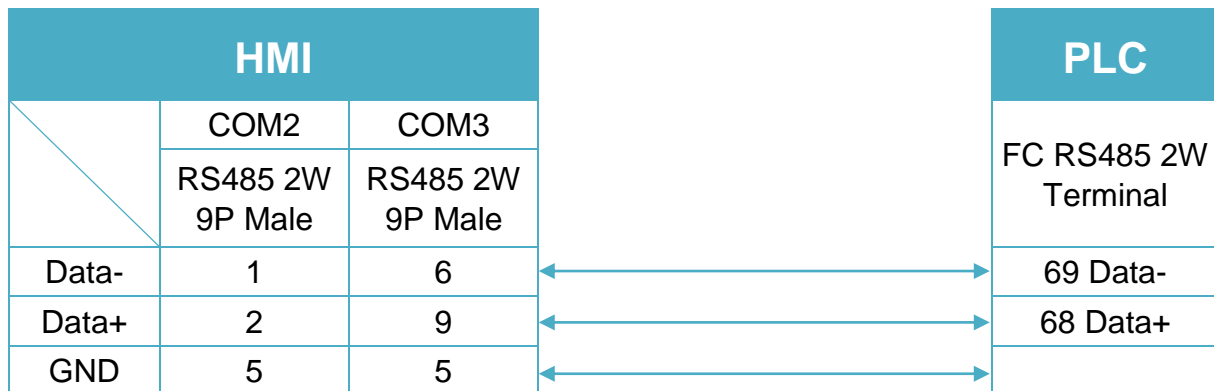 HMI PLC
COM2 COM3
FC RS485 2W
Terminal
RS485 2W RS485 2W
9P Male 9P Male
Data- 1 6 69 Data-
Data+ 2 9 68 Data+
GND 5 5